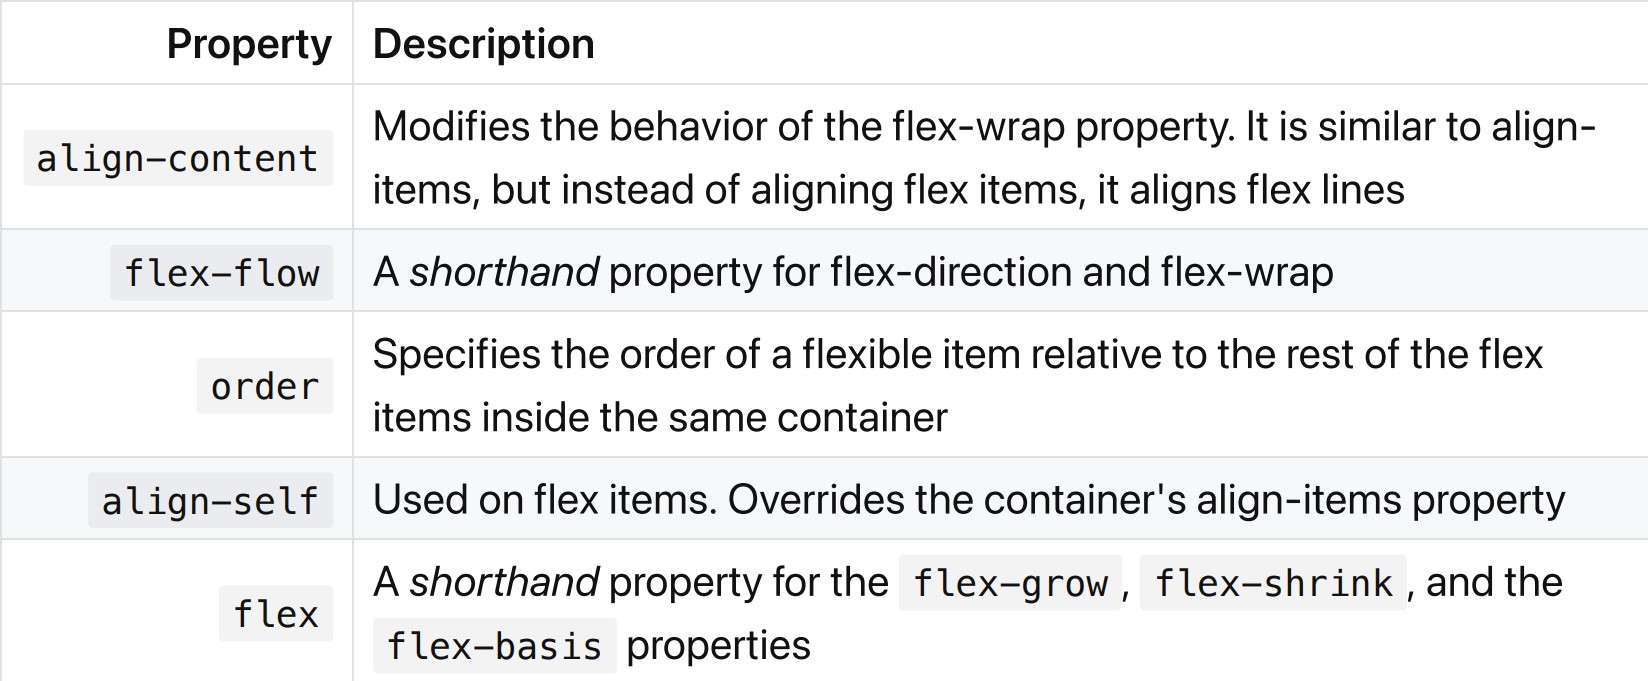 Property Description
align-content
Modifies the behavior of the flex-wrap property. It is similar to align-
items, but instead of aligning flex items, it aligns flex lines
flex-flow A shorthand property for flex-direction and flex-wrap
order
Specifies the order of a flexible item relative to the rest of the flex
items inside the same container
align-self Used on flex items. Overrides the container's align-items property
flex
A shorthand property for the flex-grow, flex-shrink, and the
flex-basis properties